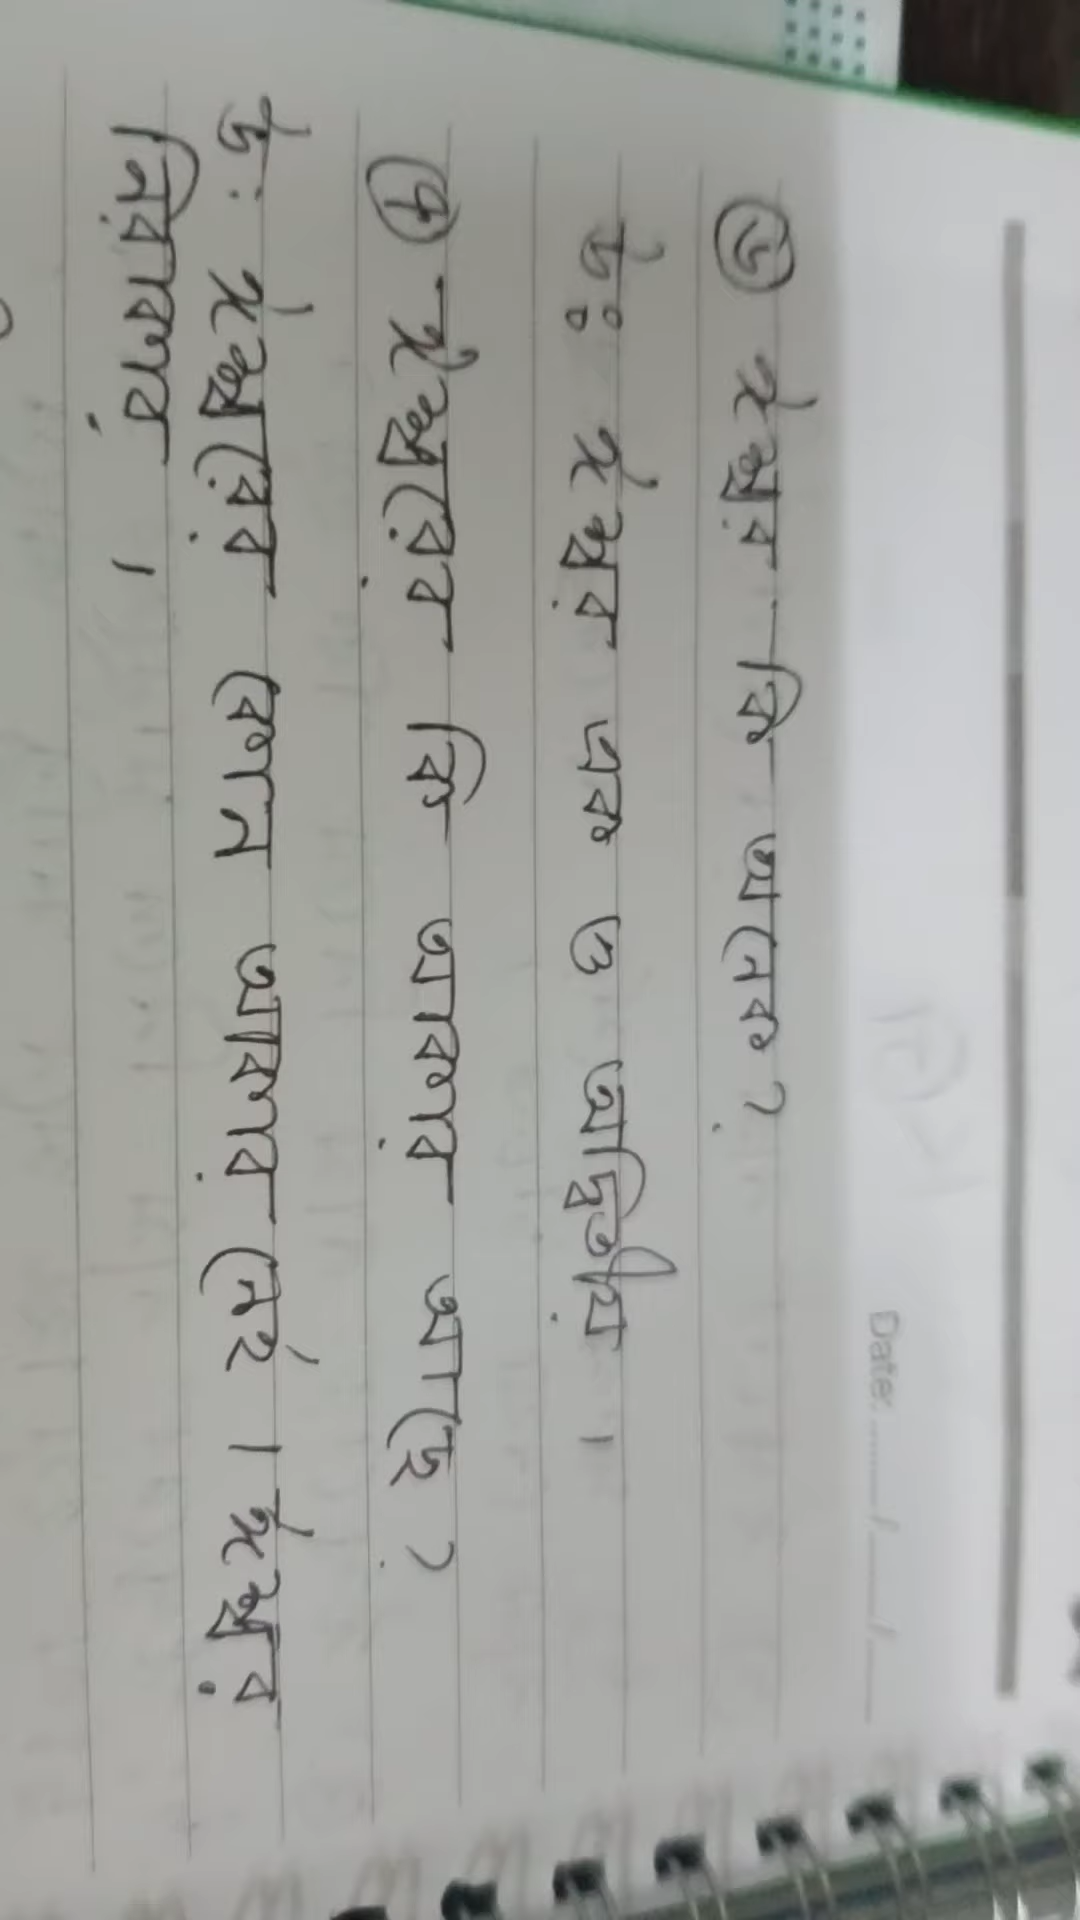 Date: ......./......./.......
৬ ঈশ্বর কি অনেক?
উঃ ঈশ্বর এক ও অদ্বিতীয় ।
৭ ঈশ্বরের কি আকার আছে?
উ: ঈশ্বরের কোন আকার নেই। ঈশ্বর
নিরাকার ।